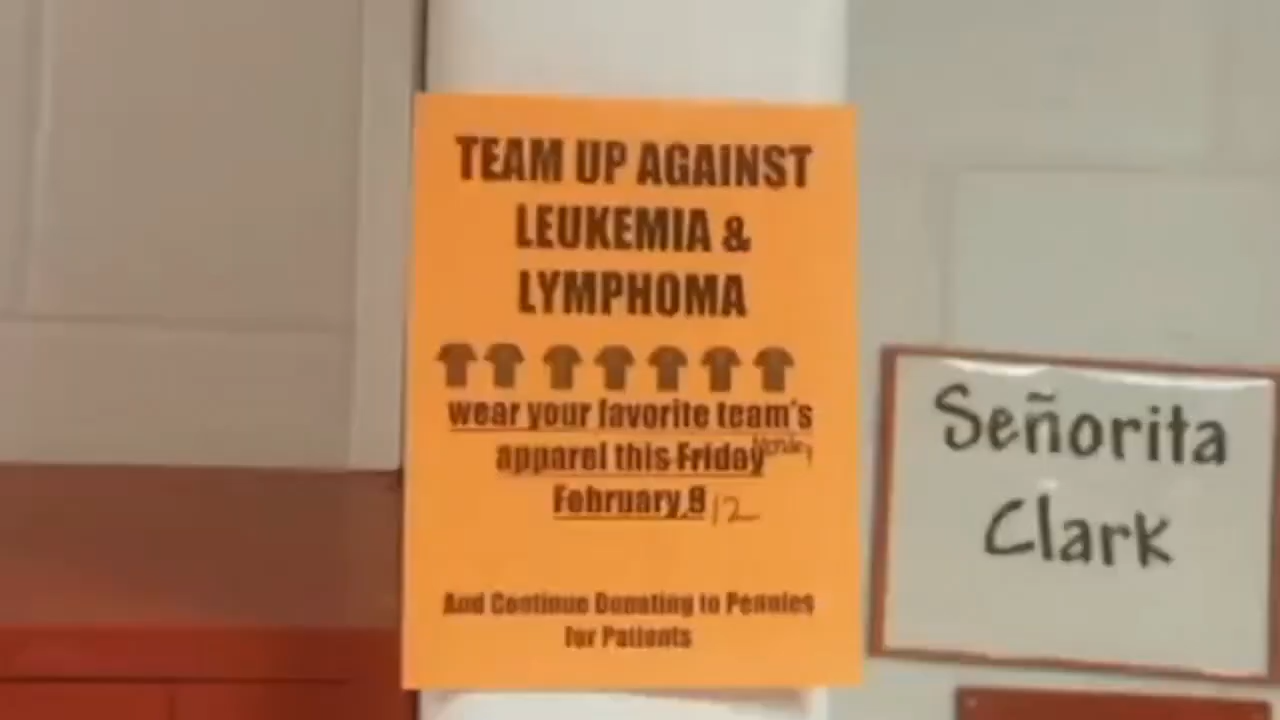 TEAM UP AGAINST
LEUKEMIA &
LYMPHOMA
wear your favorite team's
apparel this Friday Monday
February 9 12
And Continue Donating to Pennies
for Patients
Señorita
Clark